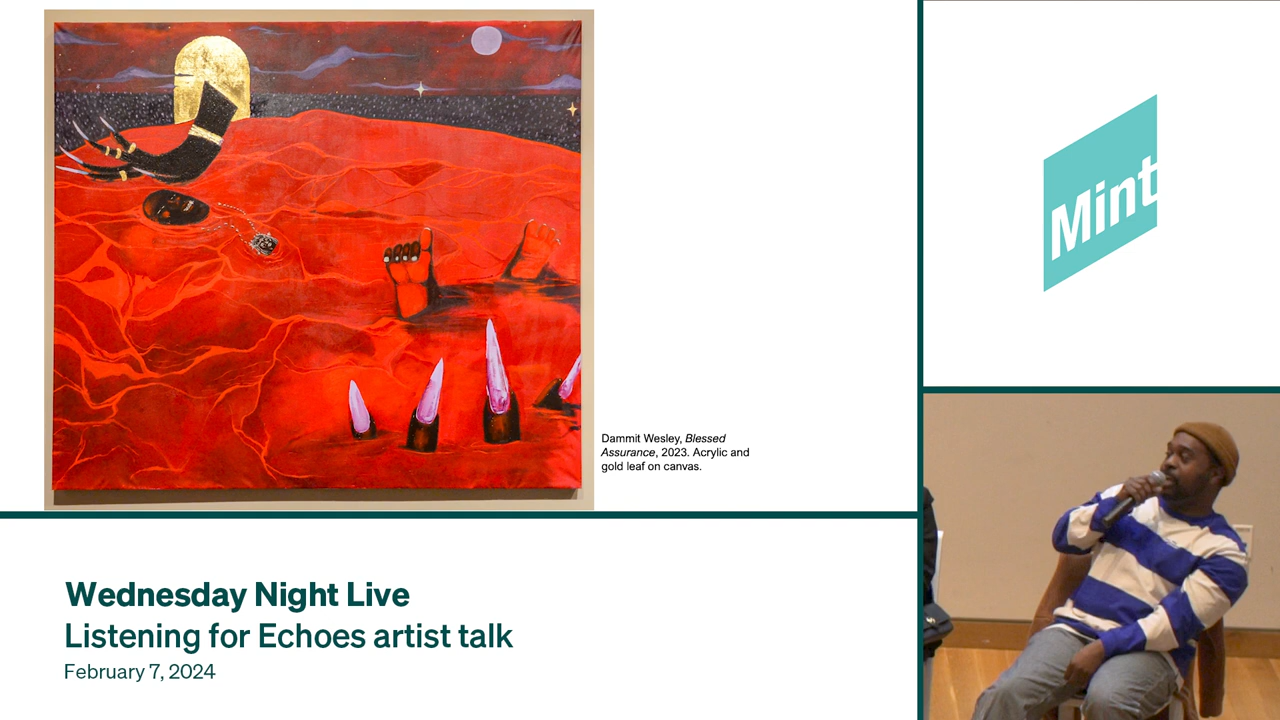 Mint
Dammit Wesley, Blessed
Assurance, 2023. Acrylic and
gold leaf on canvas.
Wednesday Night Live
Listening for Echoes artist talk
February 7, 2024